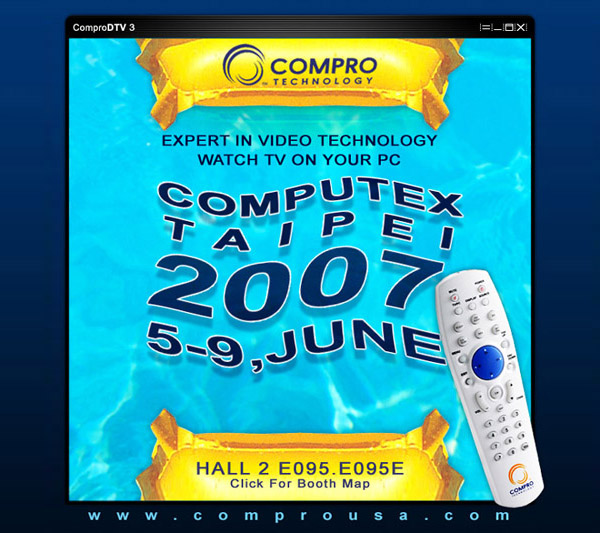 ComproDTV 3
COMPRO
TECHNOLOGY
EXPERT IN VIDEO TECHNOLOGY
WATCH TV ON YOUR PC
COMPUTEX
TAIPEI
2007
5-9,JUNE
COMPRO
HALL 2 E095.E095E
Click For Booth Map
www.comprousa.com